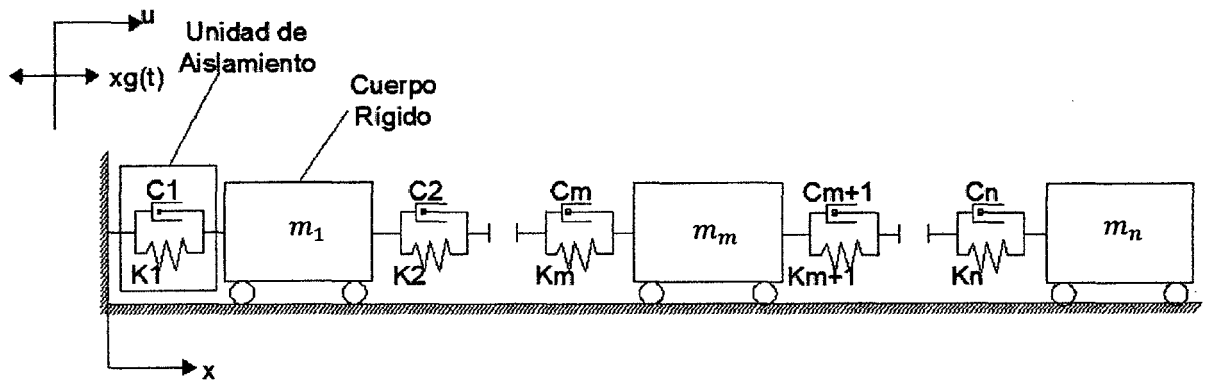 u
Unidad de
Aislamiento
xg(t)
Cuerpo
Rígido
C1
C2
Cm
Cm+1
Cn
m₁
mₘ
mₙ
K1
K2
Km
Km+1
Kn
x